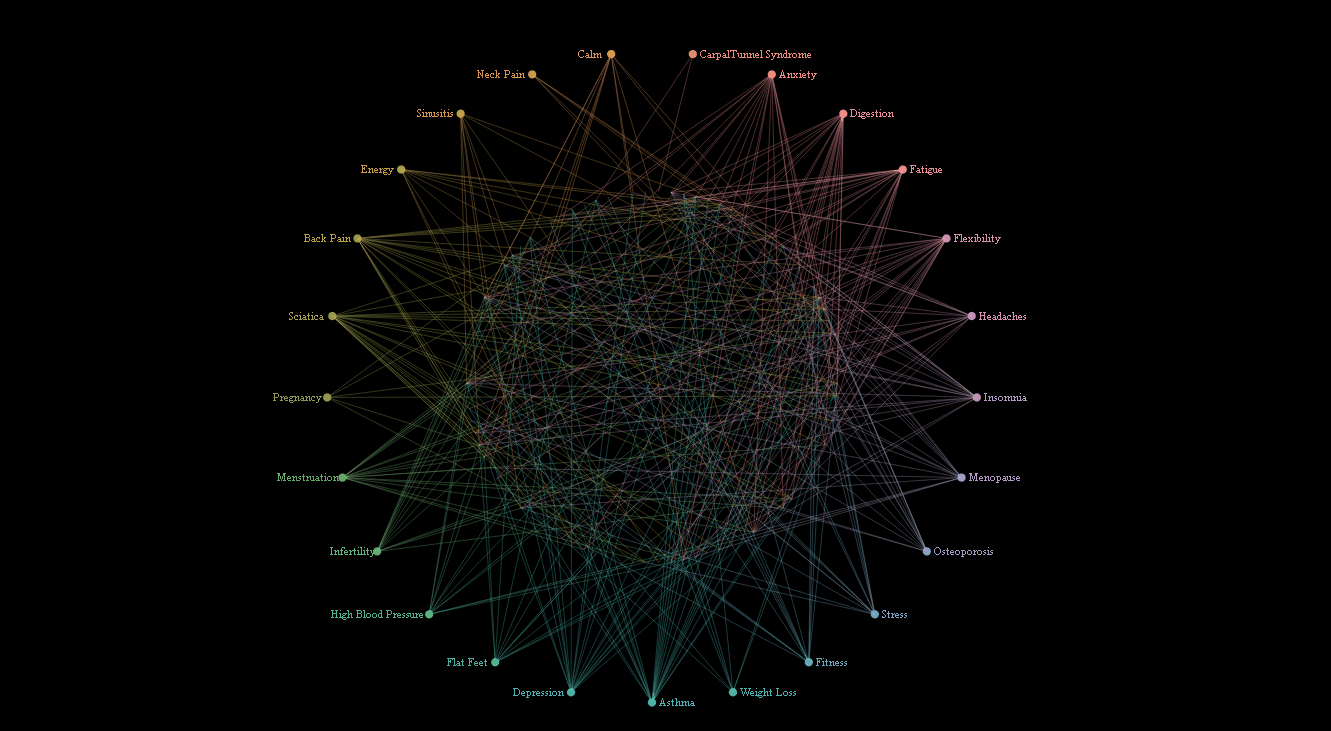 Calm
CarpalTunnel Syndrome
Neck Pain
Anxiety
Sinusitis
Digestion
Energy
Fatigue
Back Pain
Flexibility
Sciatica
Headaches
Pregnancy
Insomnia
Menstruation
Menopause
Infertility
Osteoporosis
High Blood Pressure
Stress
Flat Feet
Fitness
Depression
Weight Loss
Asthma